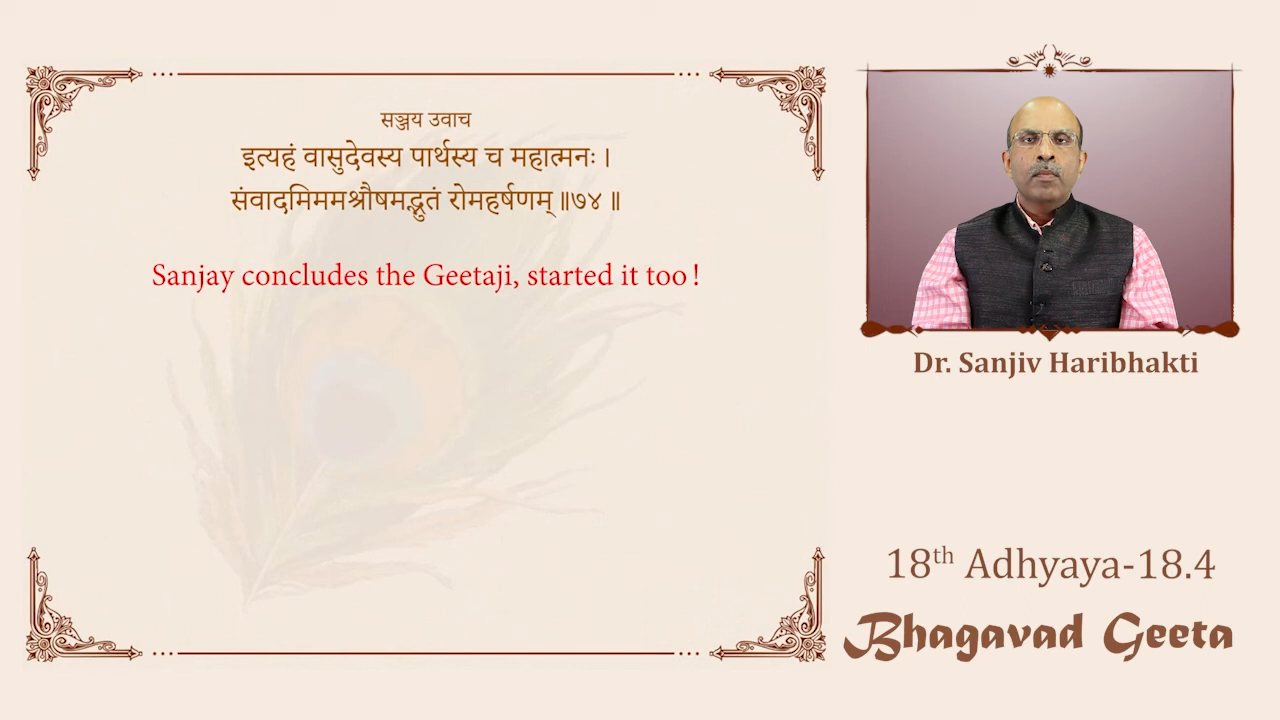 सञ्जय उवाच
इत्यहं वासुदेवस्य पार्थस्य च महात्मनः ।
संवादमिममश्रौषमद्भुतं रोमहर्षणम् ॥७४॥
Sanjay concludes the Geetaji, started it too!
Dr. Sanjiv Haribhakti
18th Adhyaya-18.4
Bhagavad Geeta